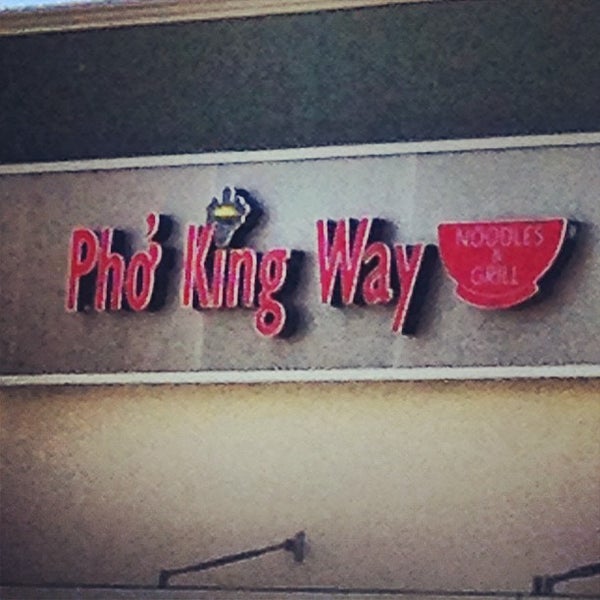 Phở King Way
NOODLES
&
GRILL